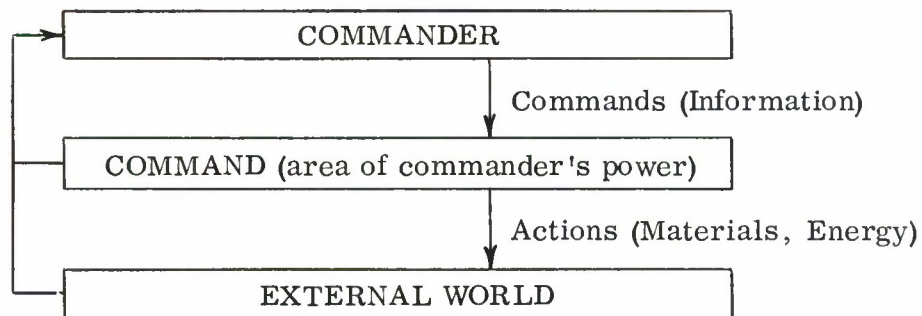 COMMANDER
Commands (Information)
COMMAND (area of commander's power)
Actions (Materials, Energy)
EXTERNAL WORLD